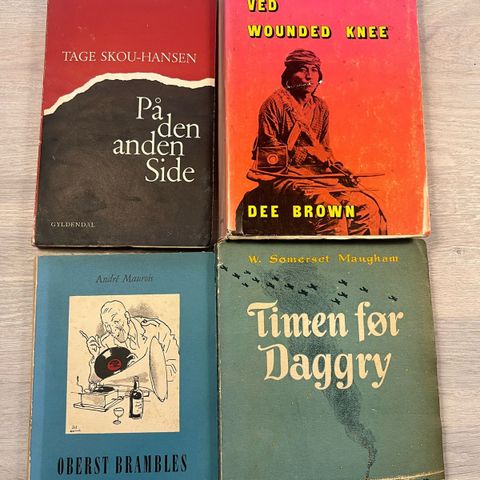 TAGE SKOU-HANSEN
På
den
anden
Side
GYLDENDAL
VED
WOUNDED KNEE
DEE BROWN
André Maurois
OBERST BRAMBLES
W. Sømerset Maugham
Timen før
Daggry